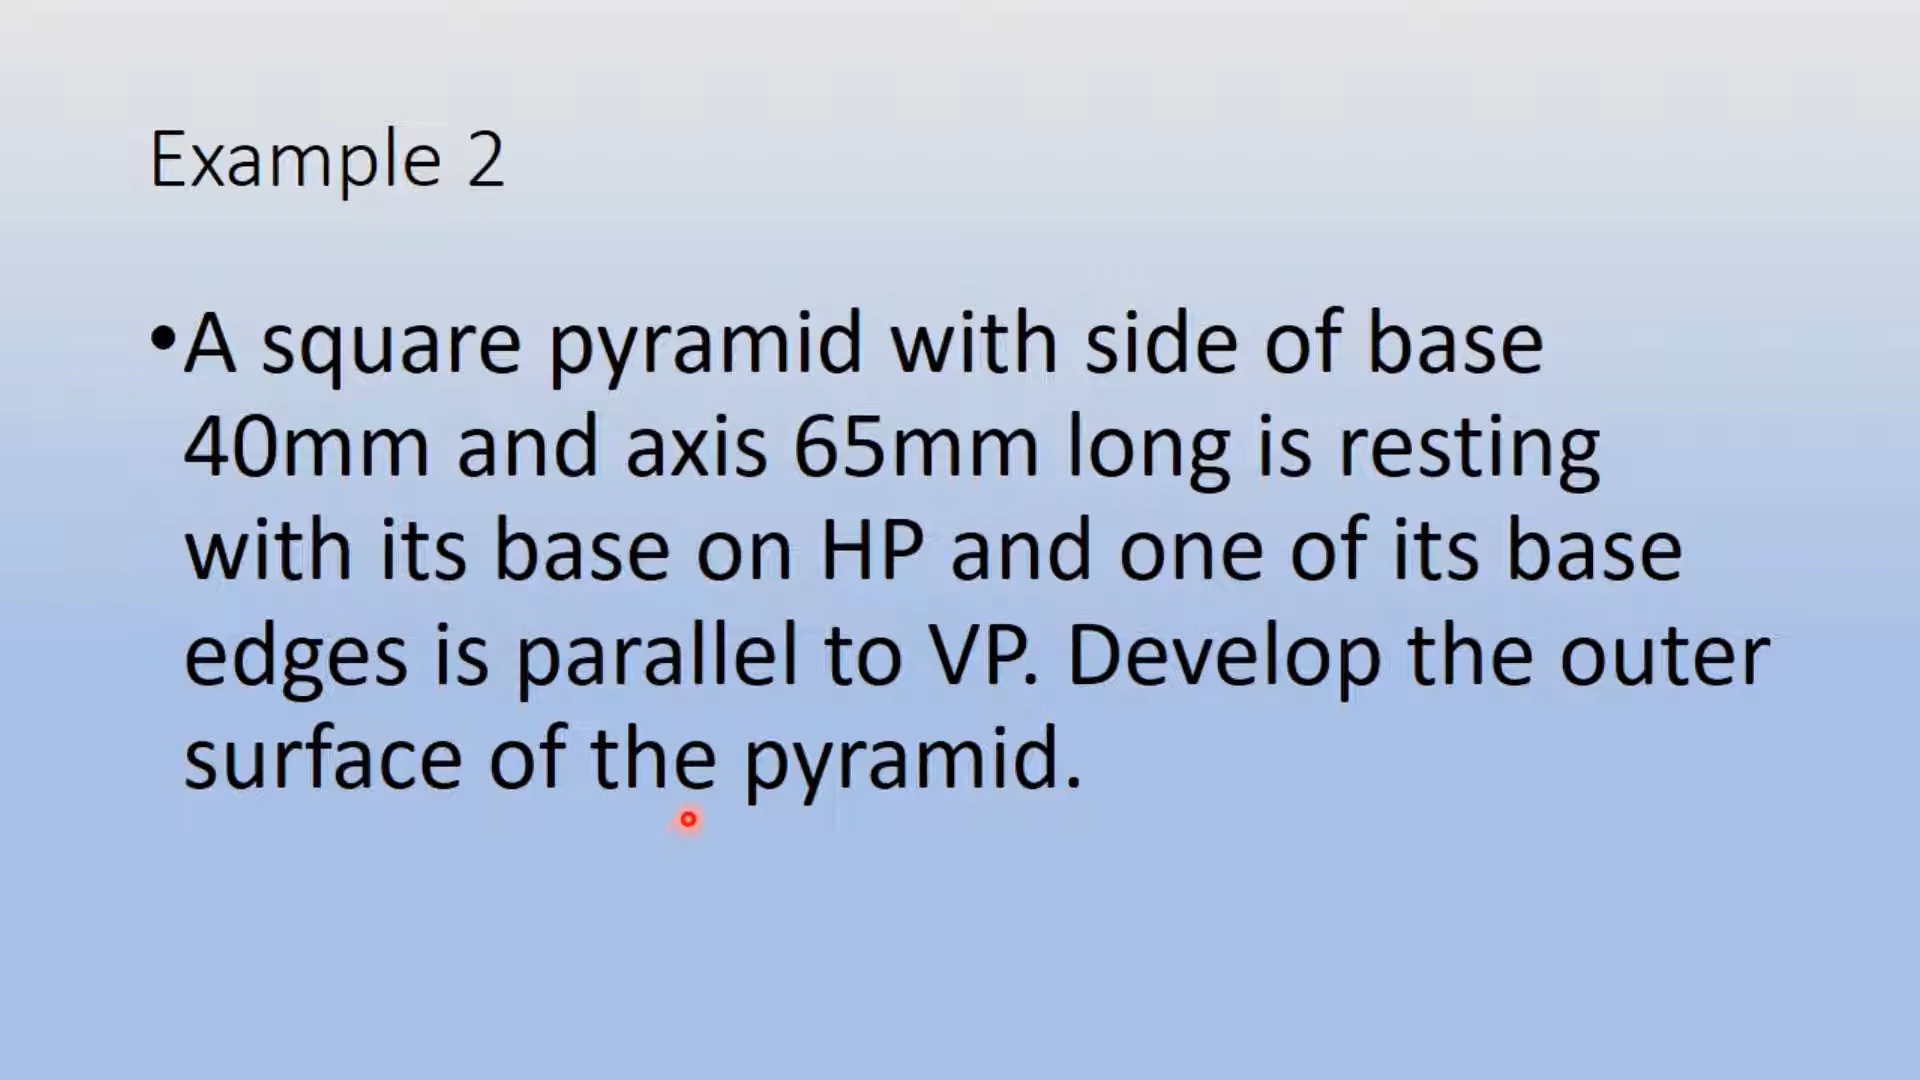 Example 2
•A square pyramid with side of base
40mm and axis 65mm long is resting
with its base on HP and one of its base
edges is parallel to VP. Develop the outer
surface of the pyramid.